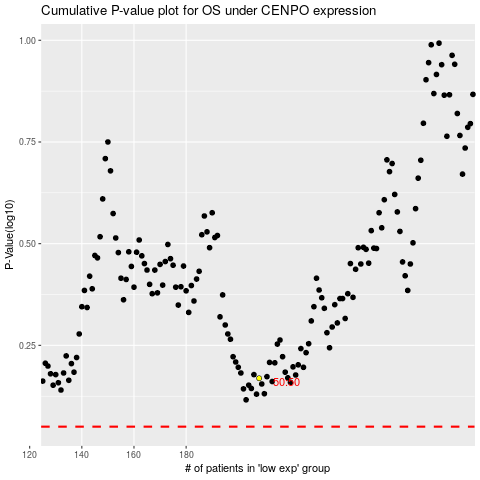 Cumulative P-value plot for OS under CENPO expression
P-Value(log10)
1.00
0.75
0.50
0.25
50:50
120 140 160 180
# of patients in 'low exp' group